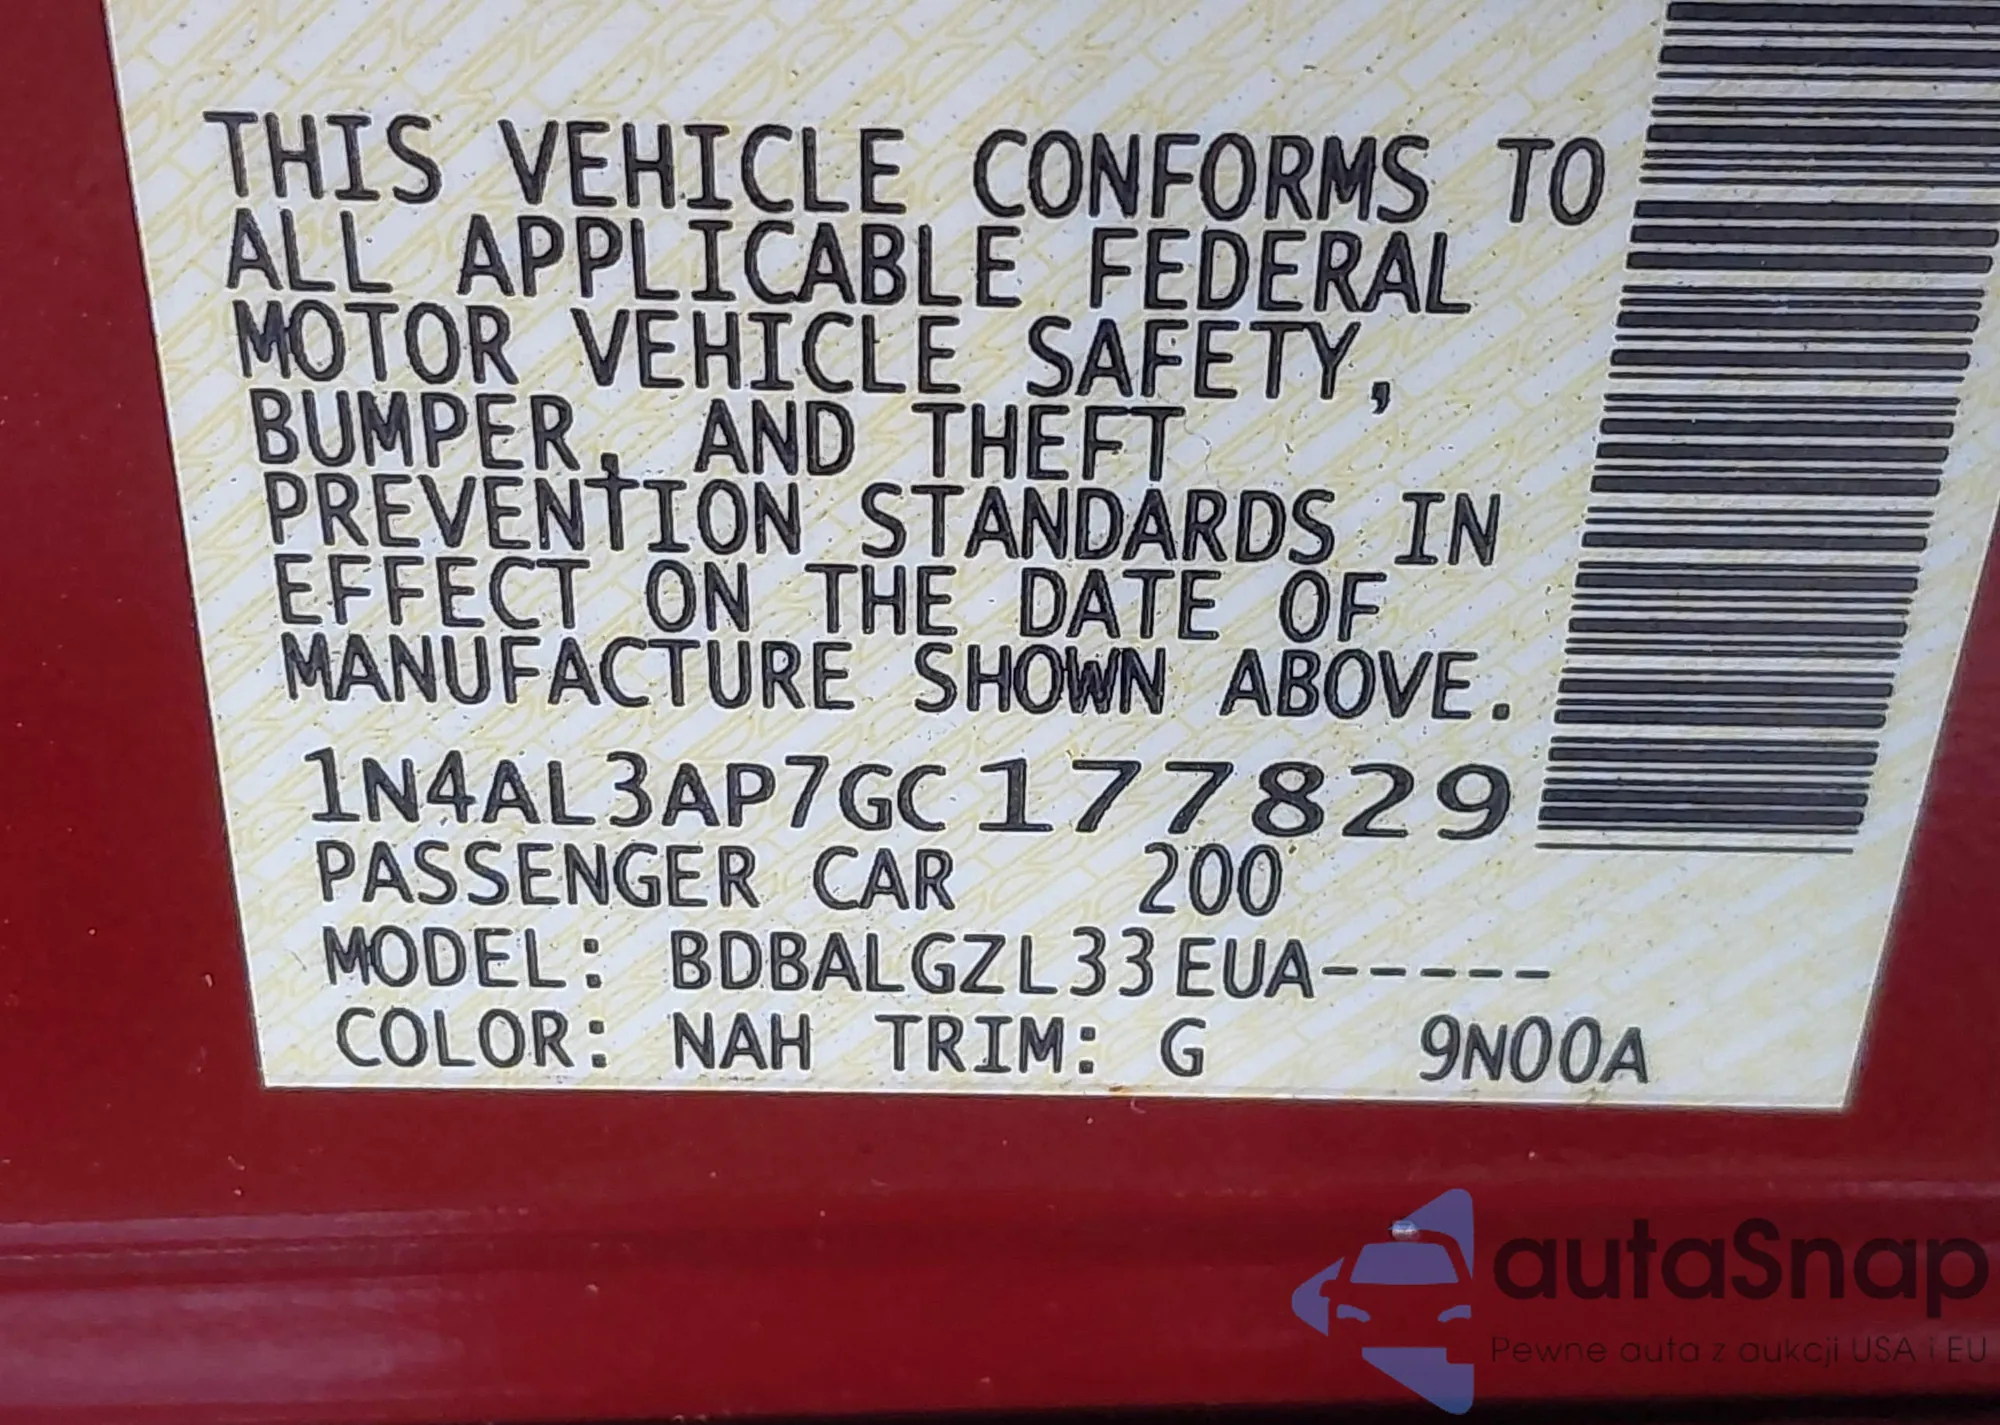 THIS VEHICLE CONFORMS TO
ALL APPLICABLE FEDERAL
MOTOR VEHICLE SAFETY,
BUMPER, AND THEFT
PREVENTION STANDARDS IN
EFFECT ON THE DATE OF
MANUFACTURE SHOWN ABOVE.
1N4AL3AP7GC177829
PASSENGER CAR 200
MODEL: BDBALGZL33EUA-----
COLOR: NAH TRIM: G 9N00A
autaSnap
Pewne auta z aukcji USA i EU